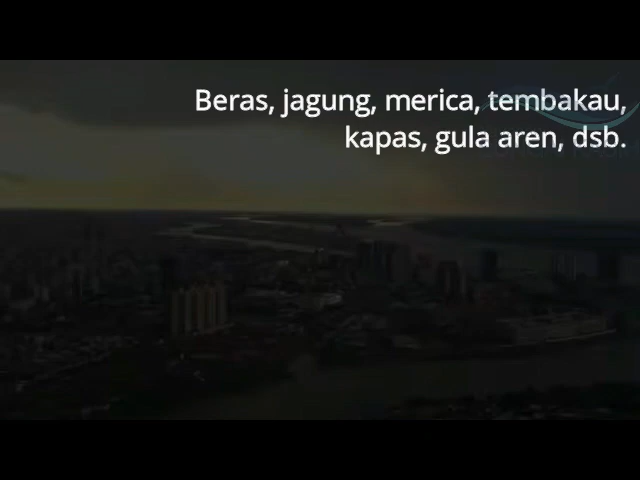 Beras, jagung, merica, tembakau,
kapas, gula aren, dsb.